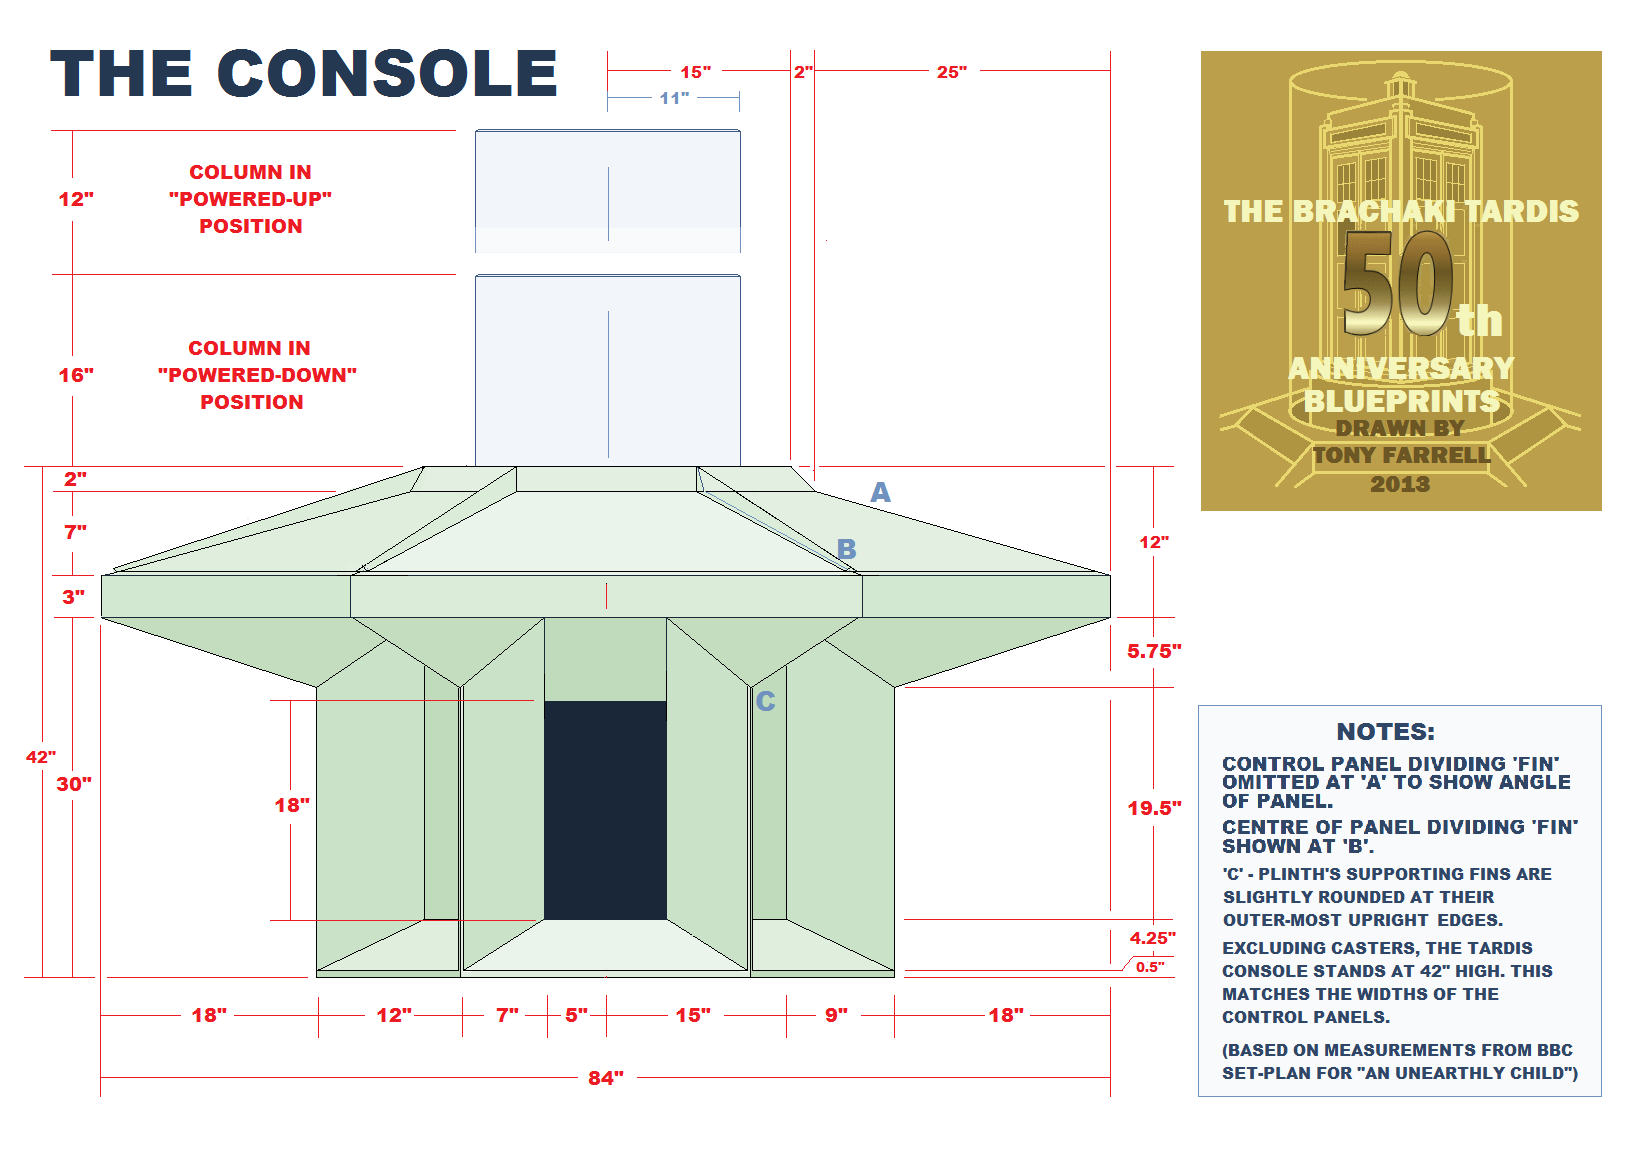 THE CONSOLE
15"
2"
25"
11"
12"
COLUMN IN
"POWERED-UP"
POSITION
16"
COLUMN IN
"POWERED-DOWN"
POSITION
2"
7"
3"
42"
30"
18"
A
B
C
12"
5.75"
19.5"
4.25"
0.5"
18"
12"
7"
5"
15"
9"
18"
84"
THE BRACHAKI TARDIS
50th
ANNIVERSARY
BLUEPRINTS
DRAWN BY
TONY FARRELL
2013
NOTES:
CONTROL PANEL DIVIDING 'FIN'
OMITTED AT 'A' TO SHOW ANGLE
OF PANEL.
CENTRE OF PANEL DIVIDING 'FIN'
SHOWN AT 'B'.
'C' - PLINTH'S SUPPORTING FINS ARE
SLIGHTLY ROUNDED AT THEIR
OUTER-MOST UPRIGHT EDGES.
EXCLUDING CASTERS, THE TARDIS
CONSOLE STANDS AT 42" HIGH. THIS
MATCHES THE WIDTHS OF THE
CONTROL PANELS.
(BASED ON MEASUREMENTS FROM BBC
SET-PLAN FOR "AN UNEARTHLY CHILD")